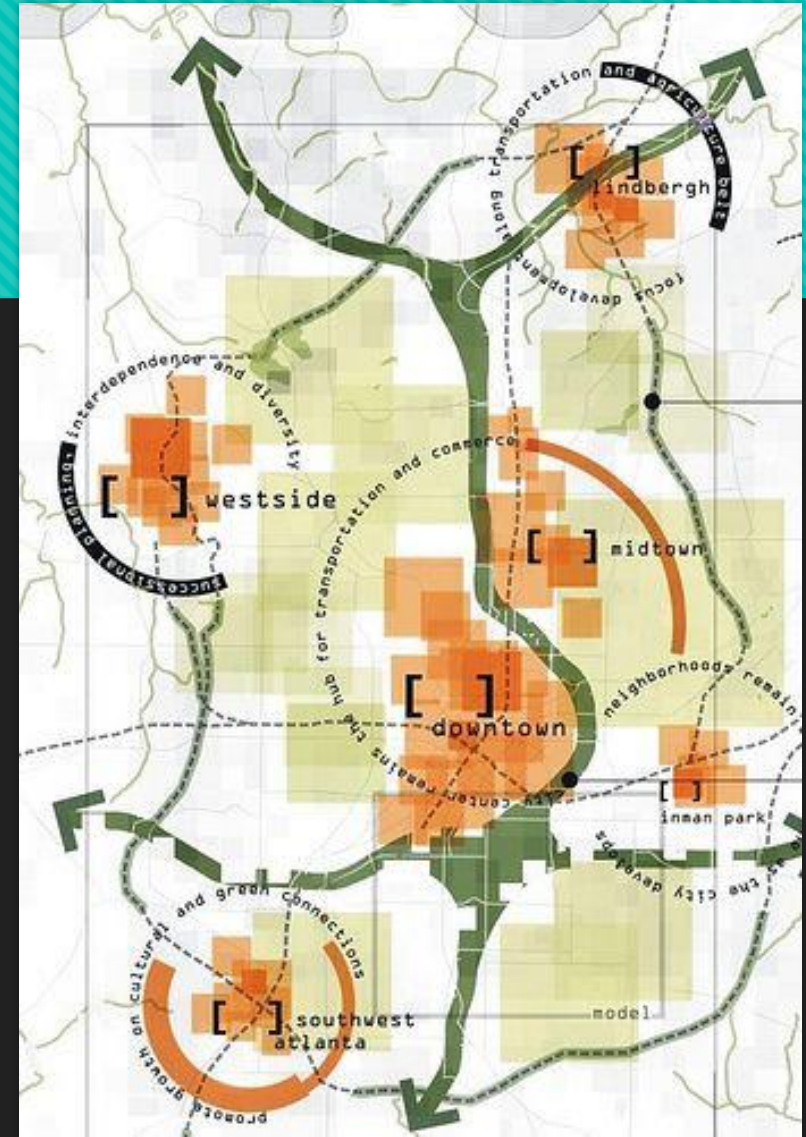 focus development along transportation and agriculture belt
[ ]
lindbergh
successional planning, interdependence and diversity
[ ] westside
city center remains the hub for transportation and commerce
[ ] midtown
[ ]
downtown
neighborhoods remain
as the city develops
[ ]
inman park
promote growth on cultural and green connections
[ ] southwest
atlanta
model